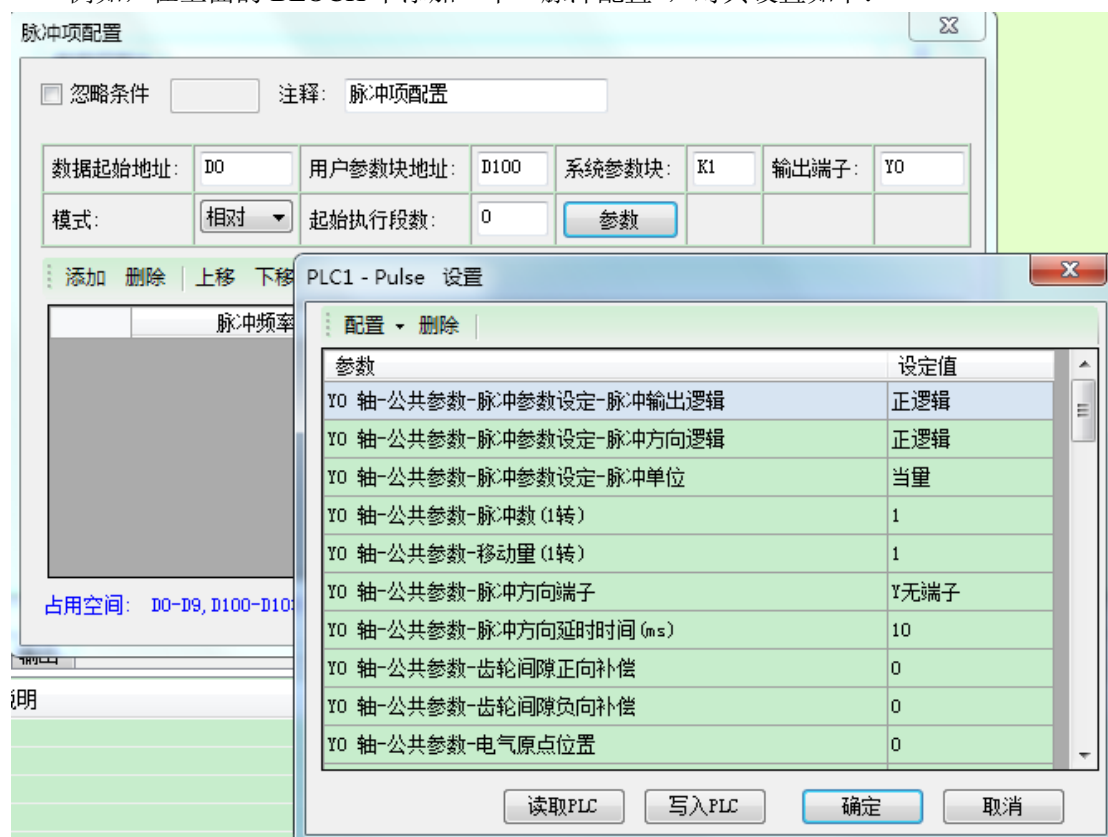 脉冲项配置
忽略条件 注释: 脉冲项配置
数据起始地址: D0 用户参数块地址: D100 系统参数块: K1 输出端子: Y0
模式: 相对 起始执行段数: 0 参数
添加 删除 上移 下移
脉冲频率
占用空间: D0-D9,D100-D10
PLC1 - Pulse 设置
配置 删除
参数 设定值
Y0 轴-公共参数-脉冲参数设定-脉冲输出逻辑 正逻辑
Y0 轴-公共参数-脉冲参数设定-脉冲方向逻辑 正逻辑
Y0 轴-公共参数-脉冲参数设定-脉冲单位 当量
Y0 轴-公共参数-脉冲数(1转) 1
Y0 轴-公共参数-移动量(1转) 1
Y0 轴-公共参数-脉冲方向端子 Y无端子
Y0 轴-公共参数-脉冲方向延时时间(ms) 10
Y0 轴-公共参数-齿轮间隙正向补偿 0
Y0 轴-公共参数-齿轮间隙负向补偿 0
Y0 轴-公共参数-电气原点位置 0
读取PLC 写入PLC 确定 取消